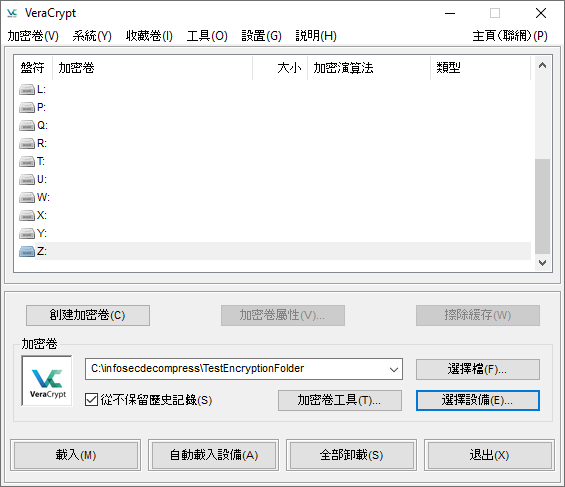 VeraCrypt
加密卷(V) 系統(Y) 收藏卷(I) 工具(O) 設置(G) 説明(H) 主頁(聯網)(P)
盤符 加密卷 大小 加密演算法 類型
L:
P:
Q:
R:
T:
U:
W:
X:
Y:
Z:
創建加密卷(C) 加密卷屬性(V)... 擦除緩存(W)
加密卷
VeraCrypt
C:\infosecdecompress\TestEncryptionFolder 選擇檔(F)...
從不保留歷史記錄(S) 加密卷工具(T)... 選擇設備(E)...
載入(M) 自動載入設備(A) 全部卸載(S) 退出(X)